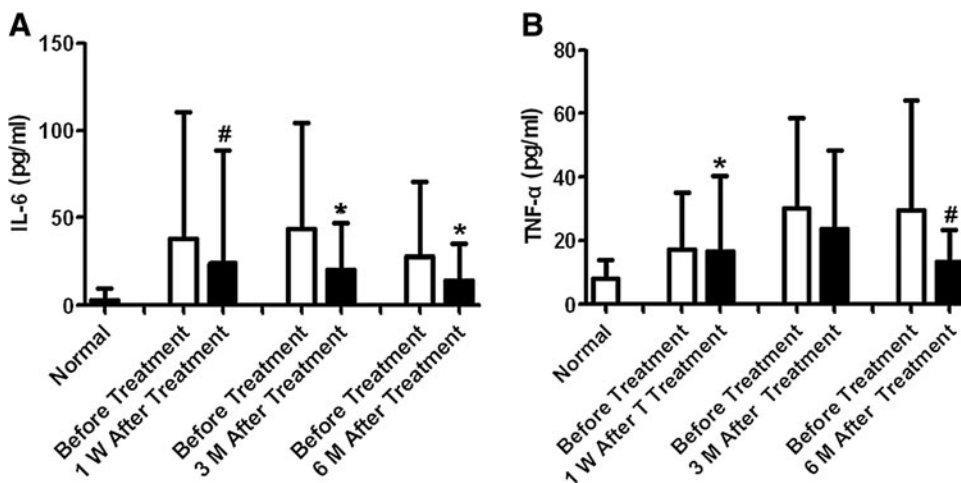 A
IL-6 (pg/ml)
150
100
50
0
#
*
*
Normal
Before Treatment
1 W After Treatment
Before Treatment
3 M After Treatment
Before Treatment
6 M After Treatment
B
TNF-α (pg/ml)
80
60
40
20
0
*
#
Normal
Before Treatment
1 W After T Treatment
Before Treatment
3 M After Treatment
Before Treatment
6 M After Treatment